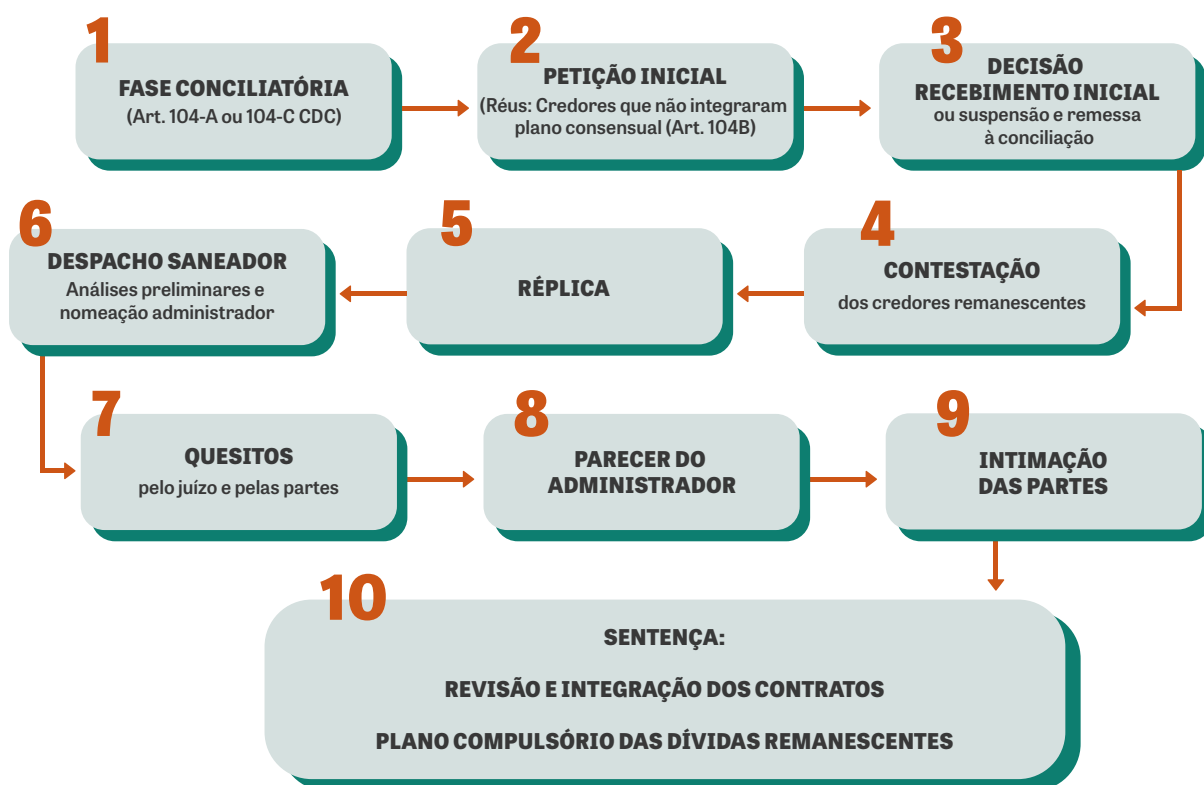 1
FASE CONCILIATÓRIA
(Art. 104-A ou 104-C CDC)
2
PETIÇÃO INICIAL
(Réus: Credores que não integraram
plano consensual (Art. 104B)
3
DECISÃO
RECEBIMENTO INICIAL
ou suspensão e remessa
à conciliação
4
CONTESTAÇÃO
dos credores remanescentes
5
RÉPLICA
6
DESPACHO SANEADOR
Análises preliminares e
nomeação administrador
7
QUESITOS
pelo juízo e pelas partes
8
PARECER DO
ADMINISTRADOR
9
INTIMAÇÃO
DAS PARTES
10
SENTENÇA:
REVISÃO E INTEGRAÇÃO DOS CONTRATOS
PLANO COMPULSÓRIO DAS DÍVIDAS REMANESCENTES